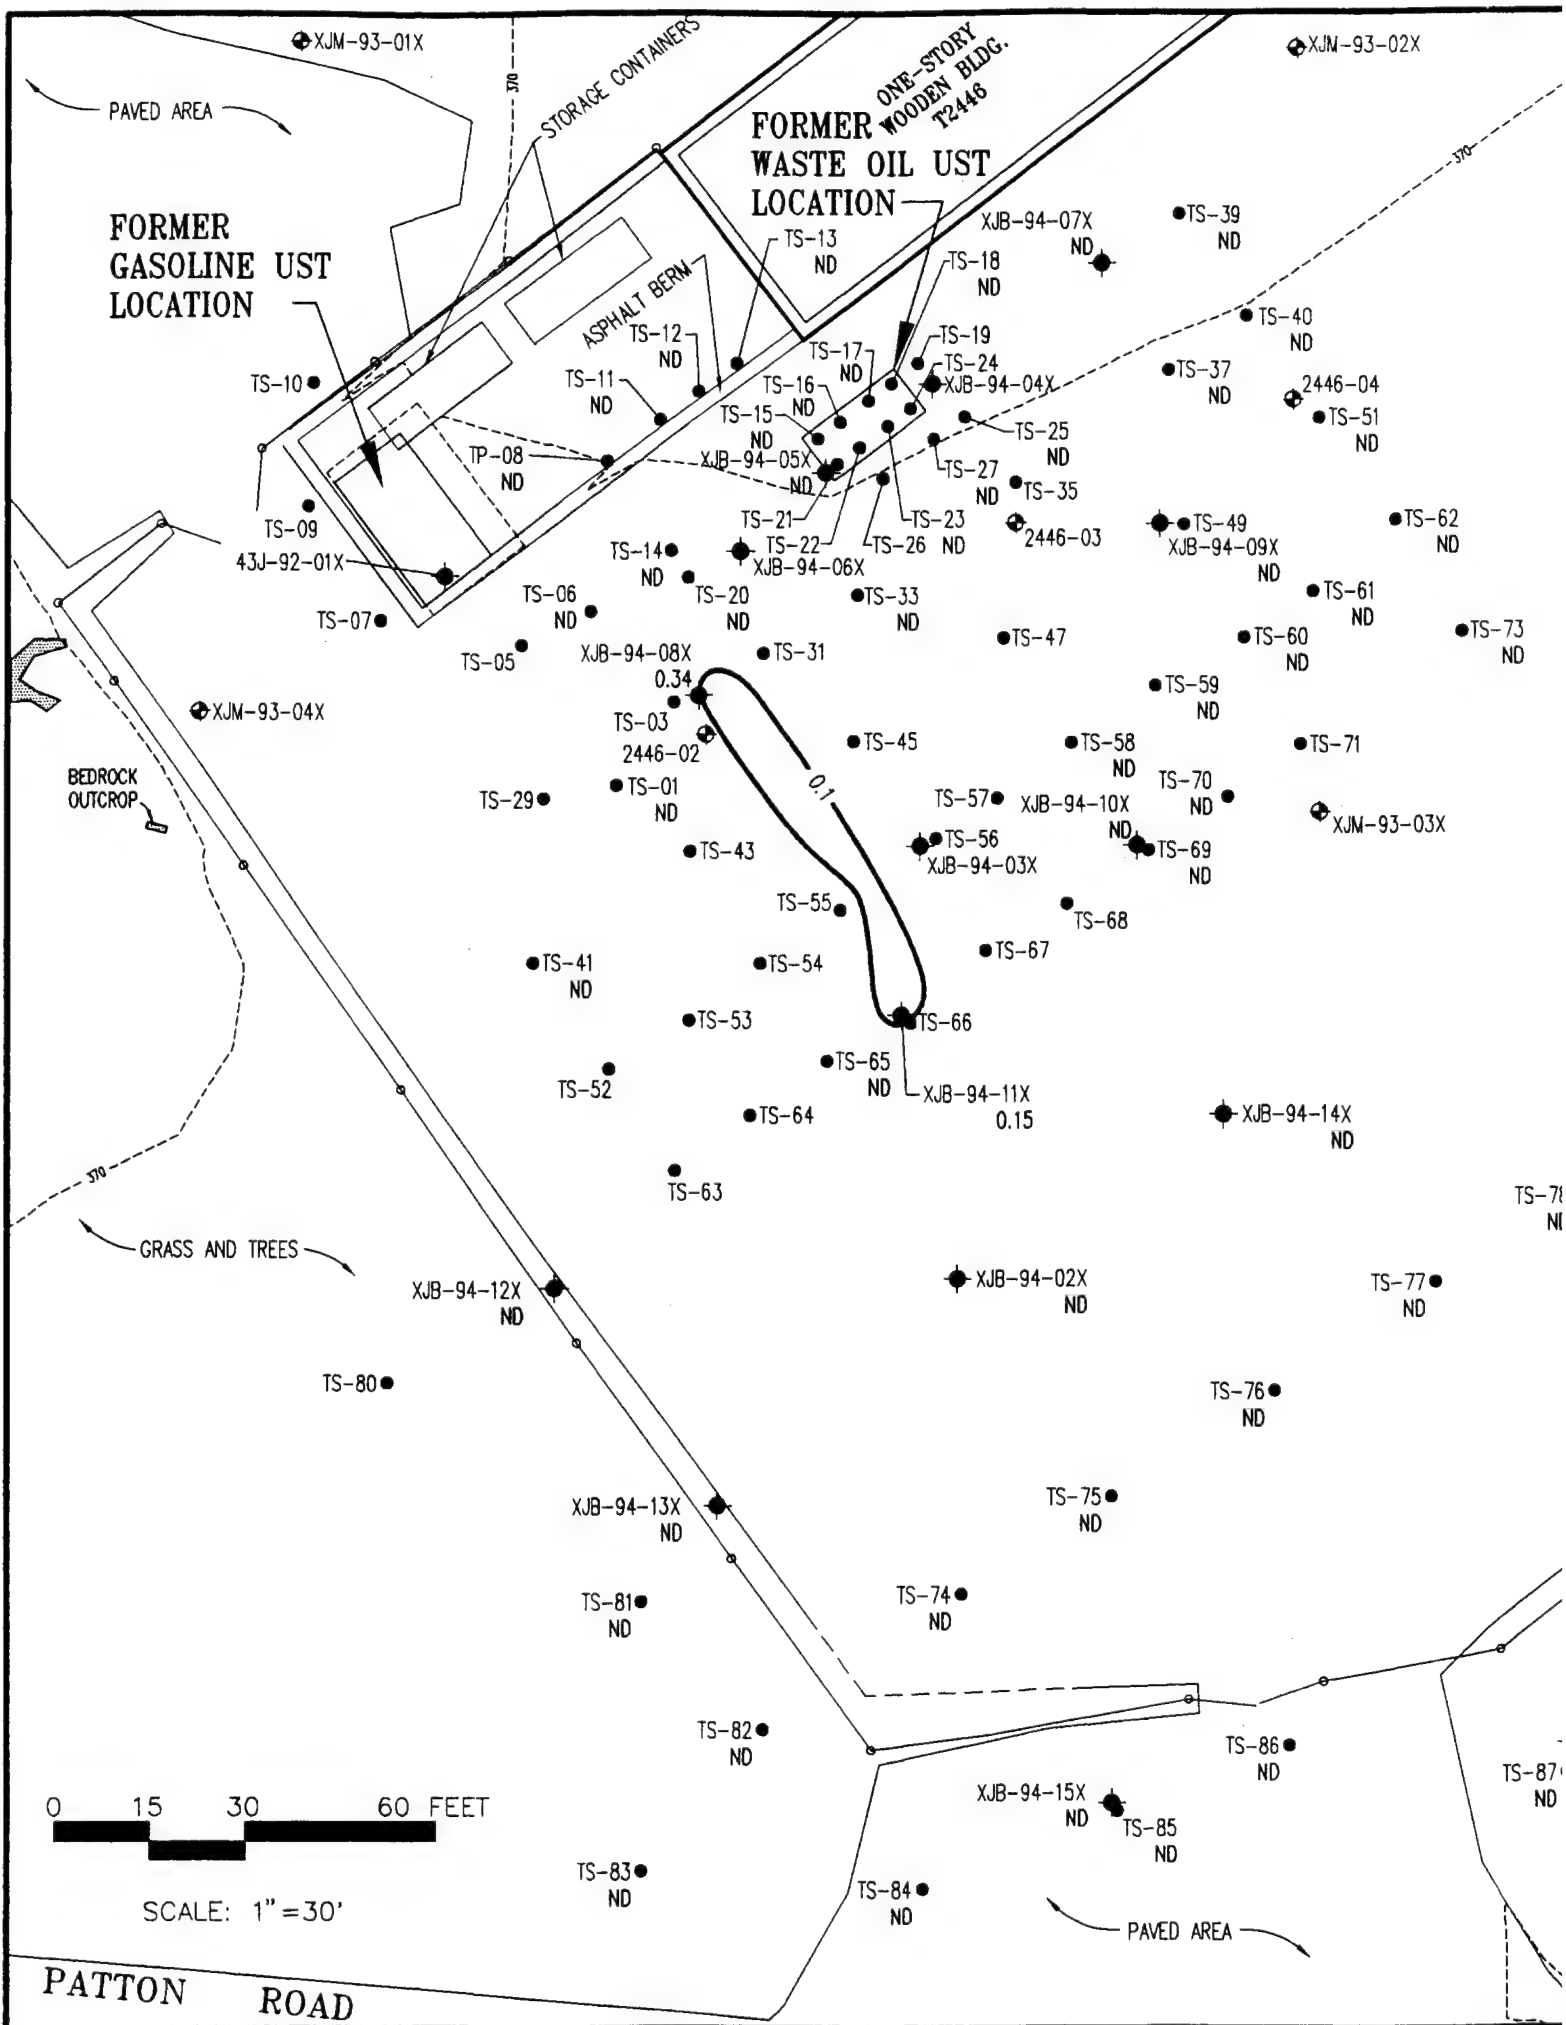 XJM-93-01X
PAVED AREA
370
STORAGE CONTAINERS
ONE-STORY
WOODEN BLDG.
T2446
XJM-93-02X
370
FORMER
WASTE OIL UST
LOCATION
FORMER
GASOLINE UST
LOCATION
XJB-94-07X
ND
TS-39
ND
TS-13
ND
TS-18
ND
ASPHALT BERM
TS-12
ND
TS-11
ND
TS-10
TS-17
ND
TS-16
ND
TS-15
ND
TS-19
TS-24
XJB-94-04X
TS-40
ND
TS-37
ND
2446-04
TS-51
ND
TS-25
ND
TP-08
ND
XJB-94-05X
ND
TS-27
ND
TS-35
TS-09
43J-92-01X
TS-21
TS-22
TS-26
TS-23
ND
2446-03
TS-49
XJB-94-09X
ND
TS-62
ND
TS-14
ND
XJB-94-06X
TS-20
ND
TS-33
ND
TS-61
ND
TS-07
TS-06
ND
TS-05
XJB-94-08X
0.34
TS-31
TS-47
TS-60
ND
TS-73
ND
XJM-93-04X
TS-03
2446-02
TS-59
ND
TS-45
TS-58
ND
TS-71
BEDROCK
OUTCROP
TS-29
TS-01
ND
0.1
TS-57
XJB-94-10X
ND
TS-70
ND
XJM-93-03X
TS-43
TS-56
XJB-94-03X
TS-69
ND
TS-55
TS-68
TS-41
ND
TS-54
TS-67
TS-53
TS-66
TS-52
TS-65
ND
XJB-94-11X
0.15
TS-64
XJB-94-14X
ND
370
TS-63
TS-78
ND
GRASS AND TREES
XJB-94-12X
ND
XJB-94-02X
ND
TS-77
ND
TS-80
TS-76
ND
XJB-94-13X
ND
TS-75
ND
TS-81
ND
TS-74
ND
TS-82
ND
TS-86
ND
TS-87
ND
XJB-94-15X
ND
TS-85
ND
0 15 30 60 FEET
TS-83
ND
TS-84
ND
SCALE: 1"=30'
PAVED AREA
PATTON ROAD